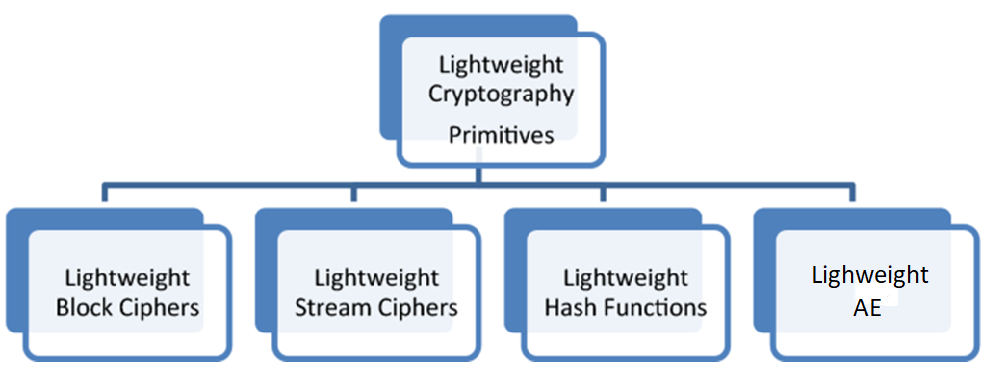 Lightweight
Cryptography
Primitives
Lightweight
Block Ciphers
Lightweight
Stream Ciphers
Lightweight
Hash Functions
Lighweight
AE